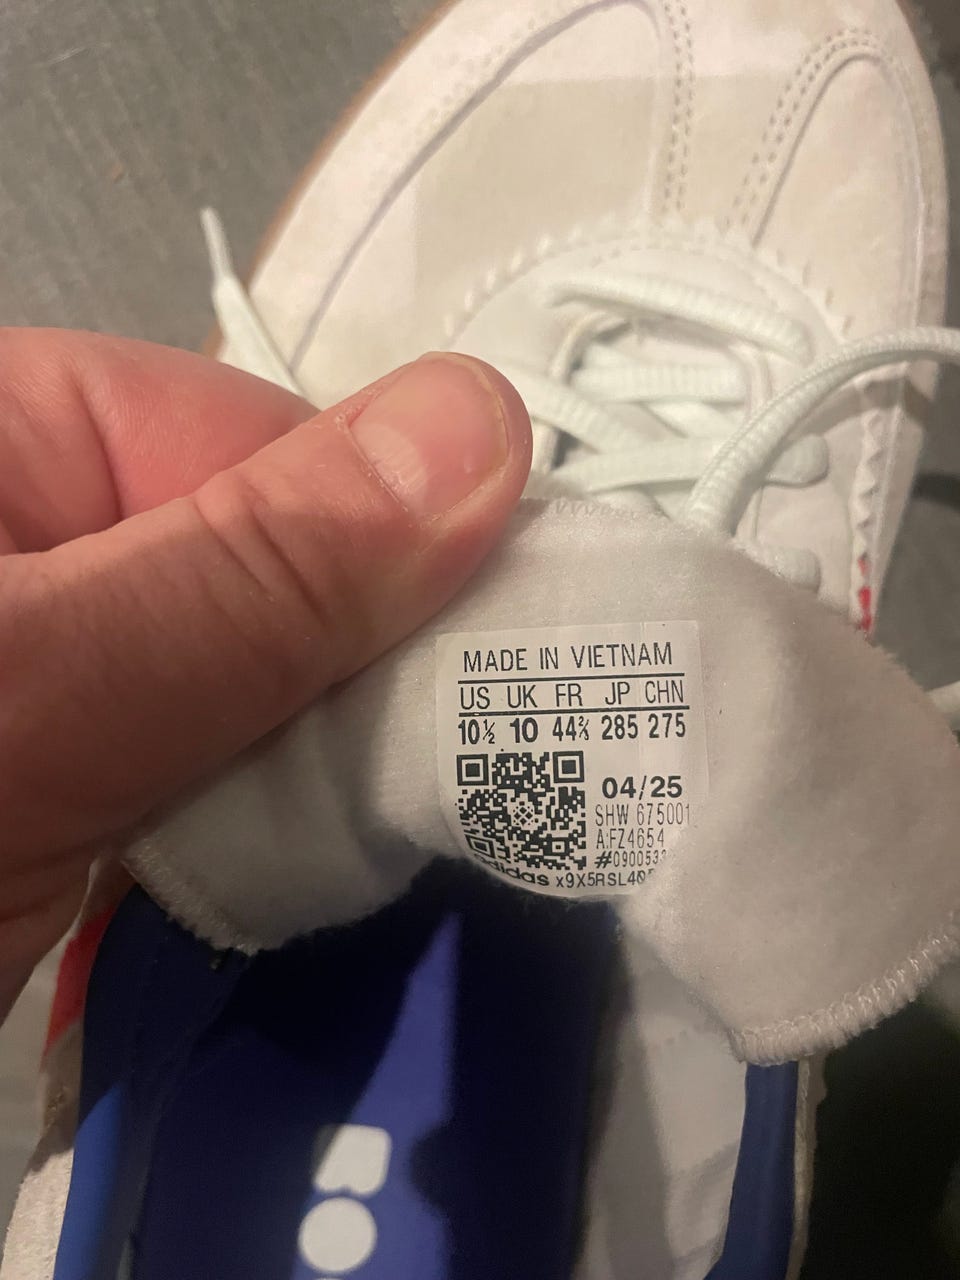 MADE IN VIETNAM
US UK FR JP CHN
10½ 10 44⅔ 285 275
04/25
SHW 675001
A:FZ4654
adidas